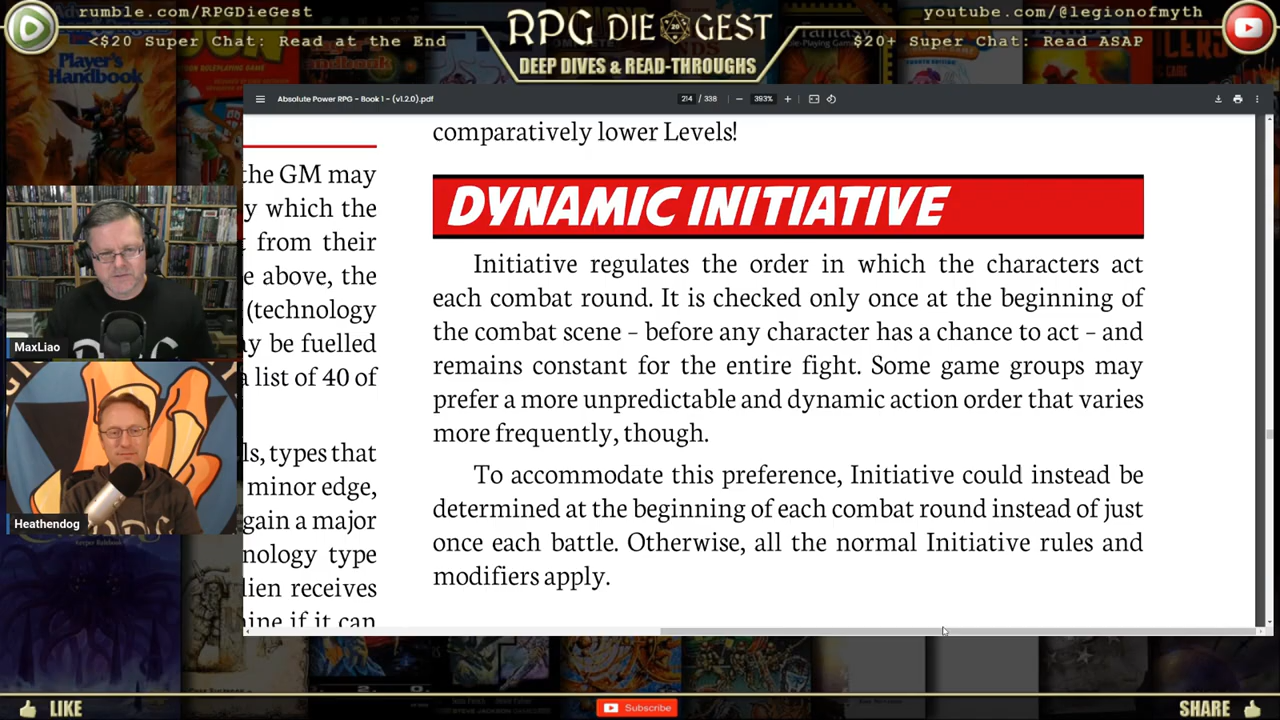 rumble.com/RPGDieGest
<$20 Super Chat: Read at the End
RPG DIE GEST
DEEP DIVES & READ-THROUGHS
youtube.com/@legionofmyth
$20+ Super Chat: Read ASAP
Player's
Handbook
Absolute Power RPG - Book 1 - (v1.2.0).pdf
214 / 338
393%
the GM may
y which the
t from their
e above, the
(technology
ay be fuelled
a list of 40 of
ls, types that
minor edge,
gain a major
nology type
lien receives
nine if it can
comparatively lower Levels!
DYNAMIC INITIATIVE
Initiative regulates the order in which the characters act
each combat round. It is checked only once at the beginning of
the combat scene – before any character has a chance to act – and
remains constant for the entire fight. Some game groups may
prefer a more unpredictable and dynamic action order that varies
more frequently, though.
To accommodate this preference, Initiative could instead be
determined at the beginning of each combat round instead of just
once each battle. Otherwise, all the normal Initiative rules and
modifiers apply.
MaxLiao
Heathendog
LIKE
Subscribe
SHARE